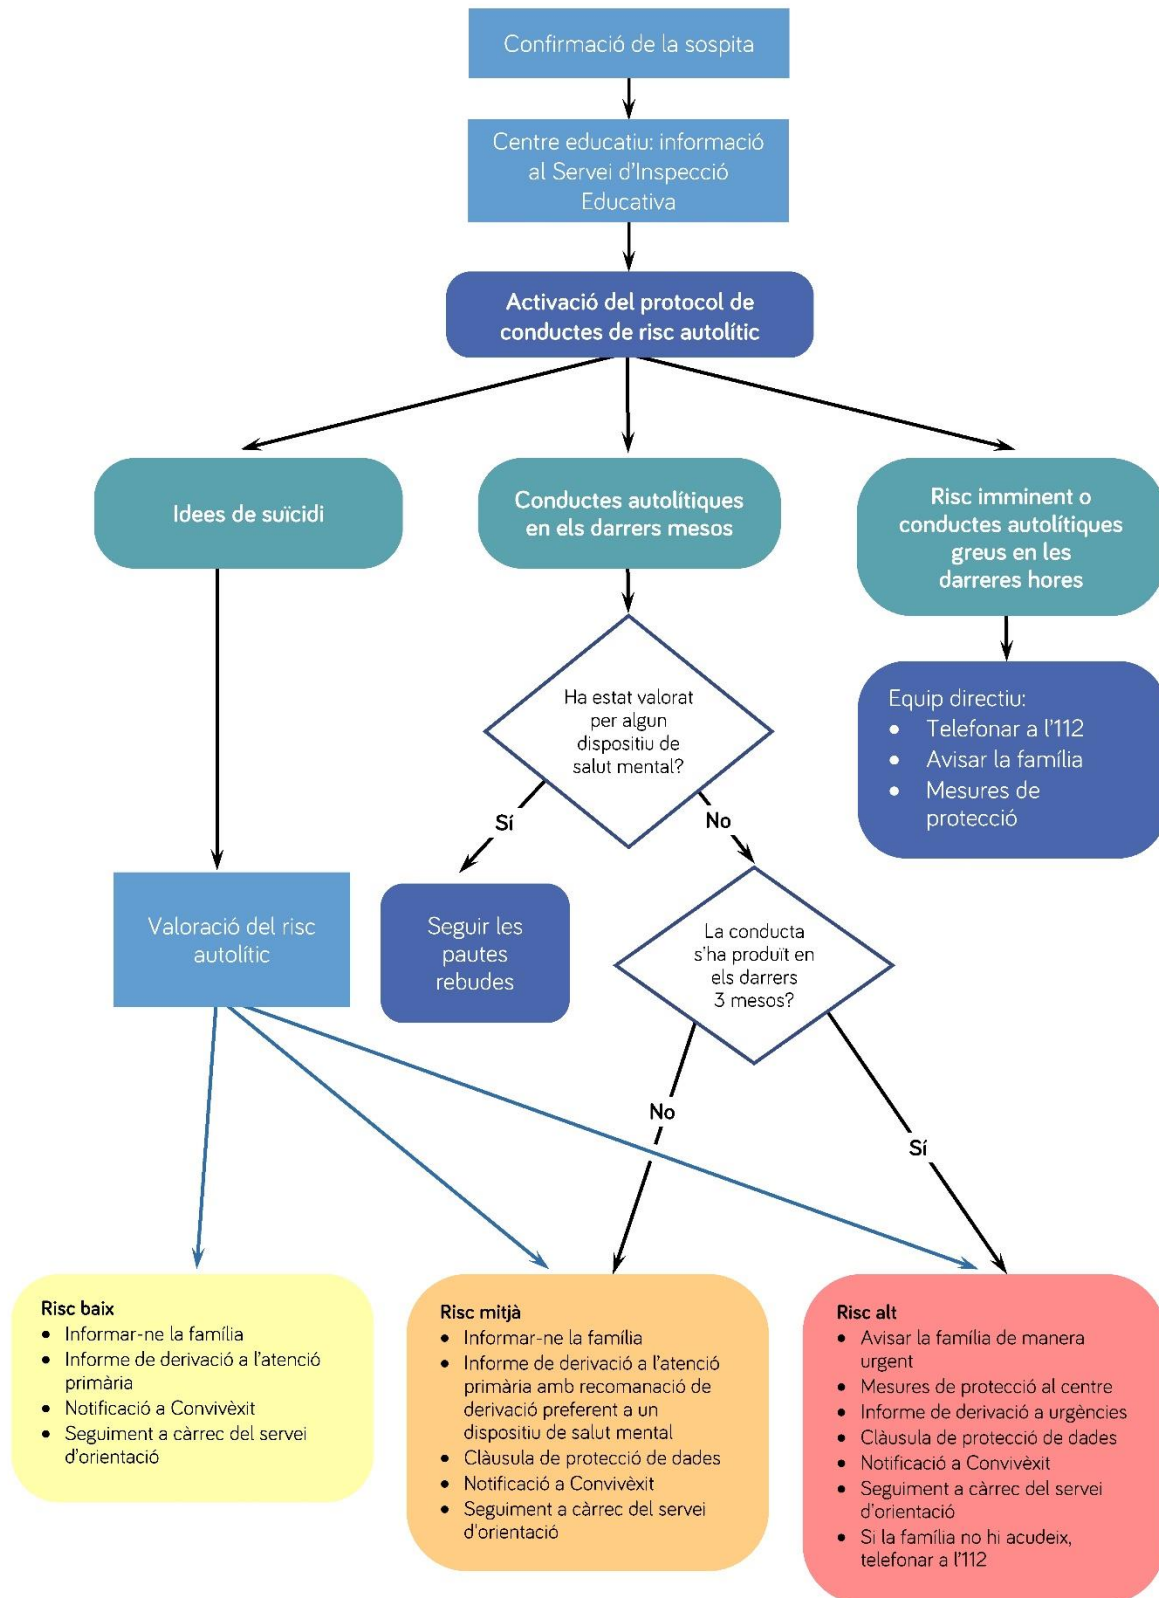 Confirmació de la sospita
Centre educatiu: informació
al Servei d'Inspecció
Educativa
Activació del protocol de
conductes de risc autolític
Idees de suïcidi
Conductes autolítiques
en els darrers mesos
Risc imminent o
conductes autolítiques
greus en les
darreres hores
Equip directiu:
• Telefonar a l'112
• Avisar la família
• Mesures de
protecció
Ha estat valorat
per algun
dispositiu de
salut mental?
Sí
No
Valoració del risc
autolític
Seguir les
pautes
rebudes
La conducta
s'ha produït en
els darrers
3 mesos?
No
Sí
Risc baix
• Informar-ne la família
• Informe de derivació a l'atenció
primària
• Notificació a Convivèxit
• Seguiment a càrrec del servei
d'orientació
Risc mitjà
• Informar-ne la família
• Informe de derivació a l'atenció
primària amb recomanació de
derivació preferent a un
dispositiu de salut mental
• Clàusula de protecció de dades
• Notificació a Convivèxit
• Seguiment a càrrec del servei
d'orientació
Risc alt
• Avisar la família de manera
urgent
• Mesures de protecció al centre
• Informe de derivació a urgències
• Clàusula de protecció de dades
• Notificació a Convivèxit
• Seguiment a càrrec del servei
d'orientació
• Si la família no hi acudeix,
telefonar a l'112